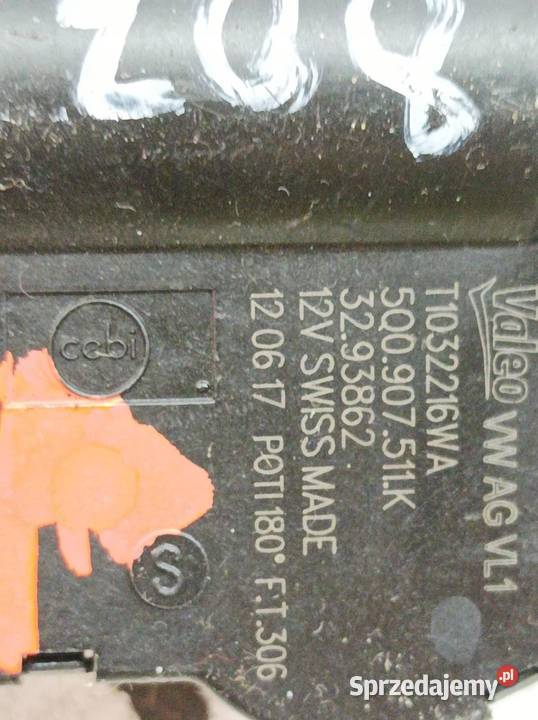 208
Valeo VW AG VL1
T1032216WA
5Q0.907.511.K
32.93862
12V SWISS MADE
12 06 17 POTI 180° F.T.306
cebi
S
Sprzedajemy.pl